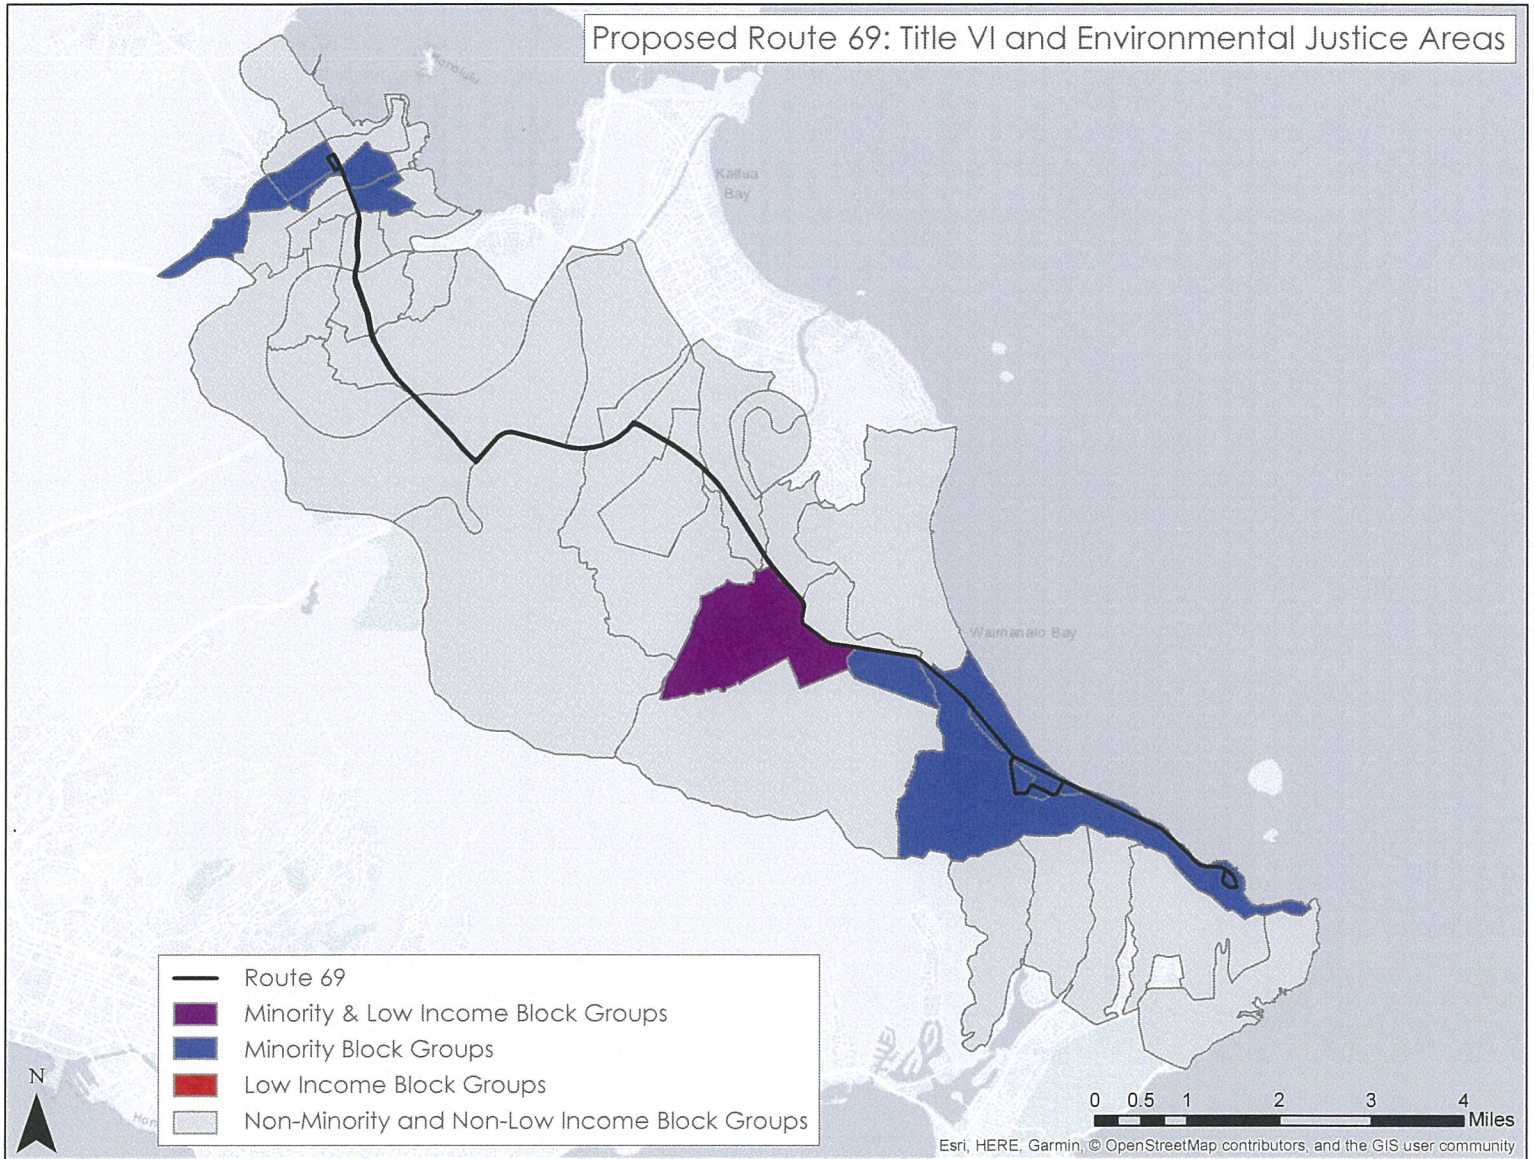 Proposed Route 69: Title VI and Environmental Justice Areas
Honolulu
Kailua
Bay
Waimanalo Bay
Route 69
Minority & Low Income Block Groups
Minority Block Groups
Low Income Block Groups
Non-Minority and Non-Low Income Block Groups
N
0 0.5 1 2 3 4
Miles
Esri, HERE, Garmin, © OpenStreetMap contributors, and the GIS user community